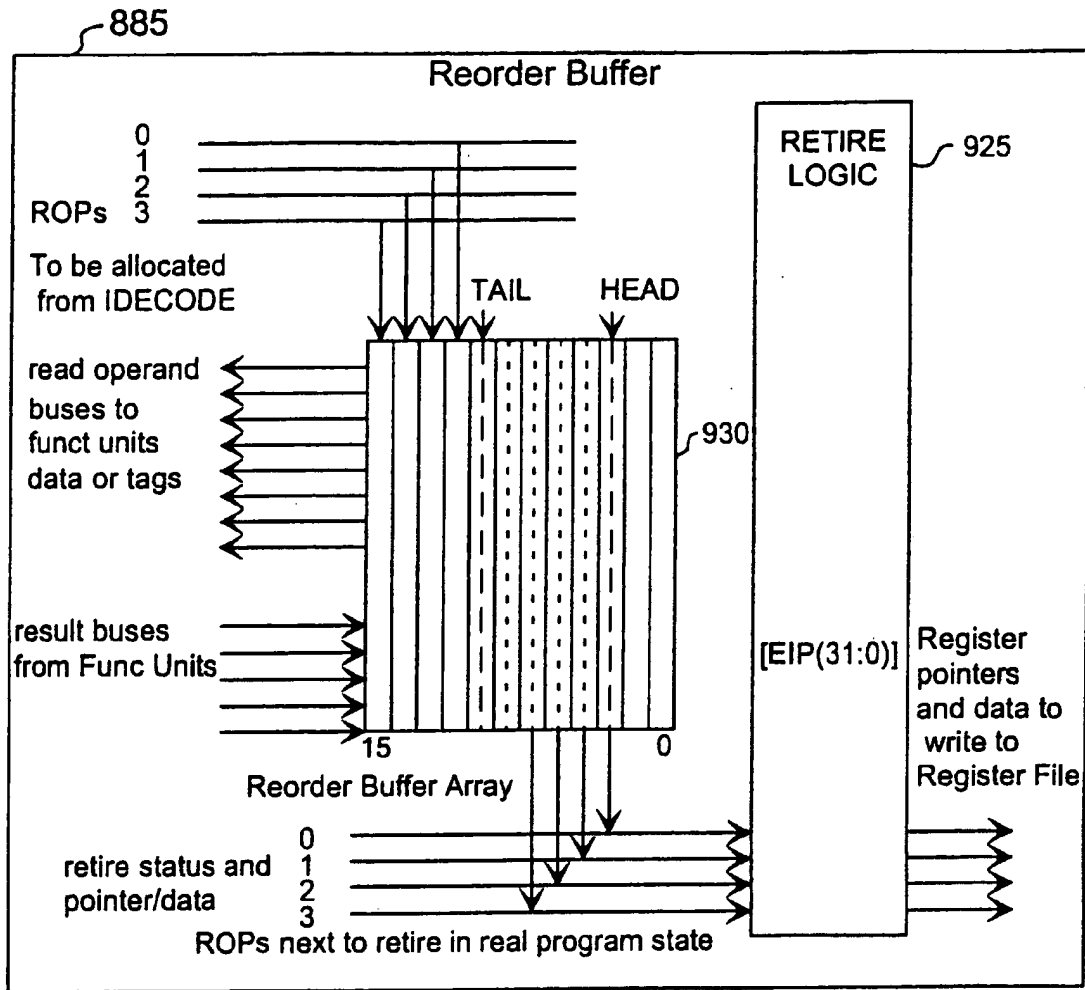 885
Reorder Buffer
0
1
2
ROPs 3
To be allocated
from IDECODE
TAIL HEAD
RETIRE
LOGIC
925
read operand
buses to
funct units
data or tags
930
result buses
from Func Units
[EIP(31:0)]
Register
pointers
and data to
write to
Register File
15 0
Reorder Buffer Array
0
1
2
3
retire status and
pointer/data
ROPs next to retire in real program state